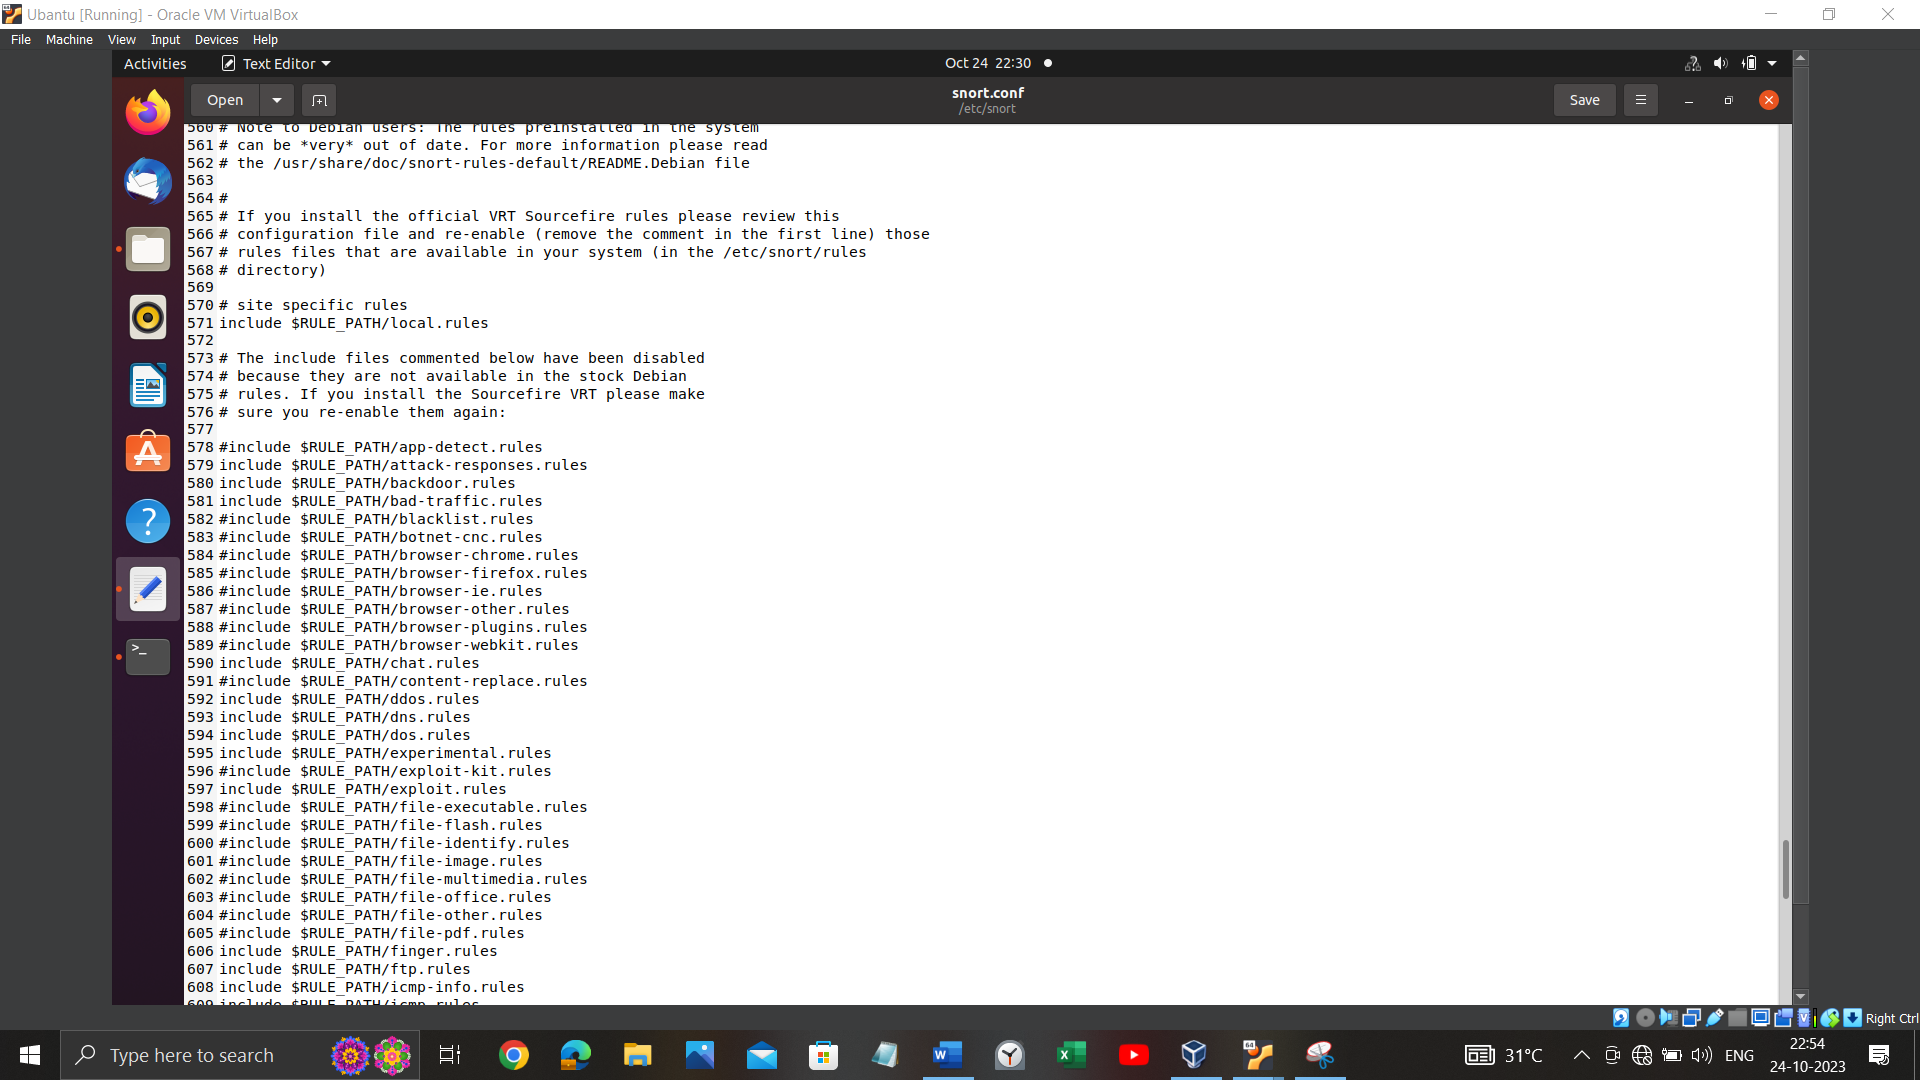 Ubantu [Running] - Oracle VM VirtualBox
File Machine View Input Devices Help
Activities Text Editor Oct 24 22:30
Open snort.conf Save
/etc/snort
560 # Note to Debian users: The rules preinstalled in the system
561 # can be *very* out of date. For more information please read
562 # the /usr/share/doc/snort-rules-default/README.Debian file
563
564 #
565 # If you install the official VRT Sourcefire rules please review this
566 # configuration file and re-enable (remove the comment in the first line) those
567 # rules files that are available in your system (in the /etc/snort/rules
568 # directory)
569
570 # site specific rules
571 include $RULE_PATH/local.rules
572
573 # The include files commented below have been disabled
574 # because they are not available in the stock Debian
575 # rules. If you install the Sourcefire VRT please make
576 # sure you re-enable them again:
577
578 #include $RULE_PATH/app-detect.rules
579 include $RULE_PATH/attack-responses.rules
580 include $RULE_PATH/backdoor.rules
581 include $RULE_PATH/bad-traffic.rules
582 #include $RULE_PATH/blacklist.rules
583 #include $RULE_PATH/botnet-cnc.rules
584 #include $RULE_PATH/browser-chrome.rules
585 #include $RULE_PATH/browser-firefox.rules
586 #include $RULE_PATH/browser-ie.rules
587 #include $RULE_PATH/browser-other.rules
588 #include $RULE_PATH/browser-plugins.rules
589 #include $RULE_PATH/browser-webkit.rules
590 include $RULE_PATH/chat.rules
591 #include $RULE_PATH/content-replace.rules
592 include $RULE_PATH/ddos.rules
593 include $RULE_PATH/dns.rules
594 include $RULE_PATH/dos.rules
595 include $RULE_PATH/experimental.rules
596 #include $RULE_PATH/exploit-kit.rules
597 include $RULE_PATH/exploit.rules
598 #include $RULE_PATH/file-executable.rules
599 #include $RULE_PATH/file-flash.rules
600 #include $RULE_PATH/file-identify.rules
601 #include $RULE_PATH/file-image.rules
602 #include $RULE_PATH/file-multimedia.rules
603 #include $RULE_PATH/file-office.rules
604 #include $RULE_PATH/file-other.rules
605 #include $RULE_PATH/file-pdf.rules
606 include $RULE_PATH/finger.rules
607 include $RULE_PATH/ftp.rules
608 include $RULE_PATH/icmp-info.rules
609 include $RULE_PATH/icmp.rules
Right Ctrl
Type here to search 31°C ENG 22:54
24-10-2023